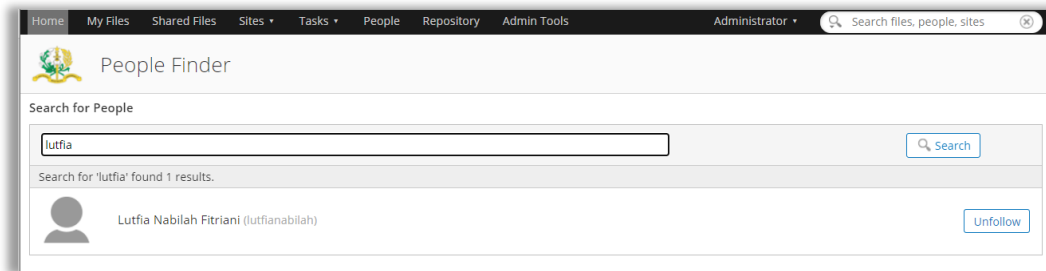 Home My Files Shared Files Sites ▾ Tasks ▾ People Repository Admin Tools Administrator ▾ Search files, people, sites
People Finder
Search for People
lutfia Search
Search for 'lutfia' found 1 results.
Lutfia Nabilah Fitriani (lutfianabilah) Unfollow